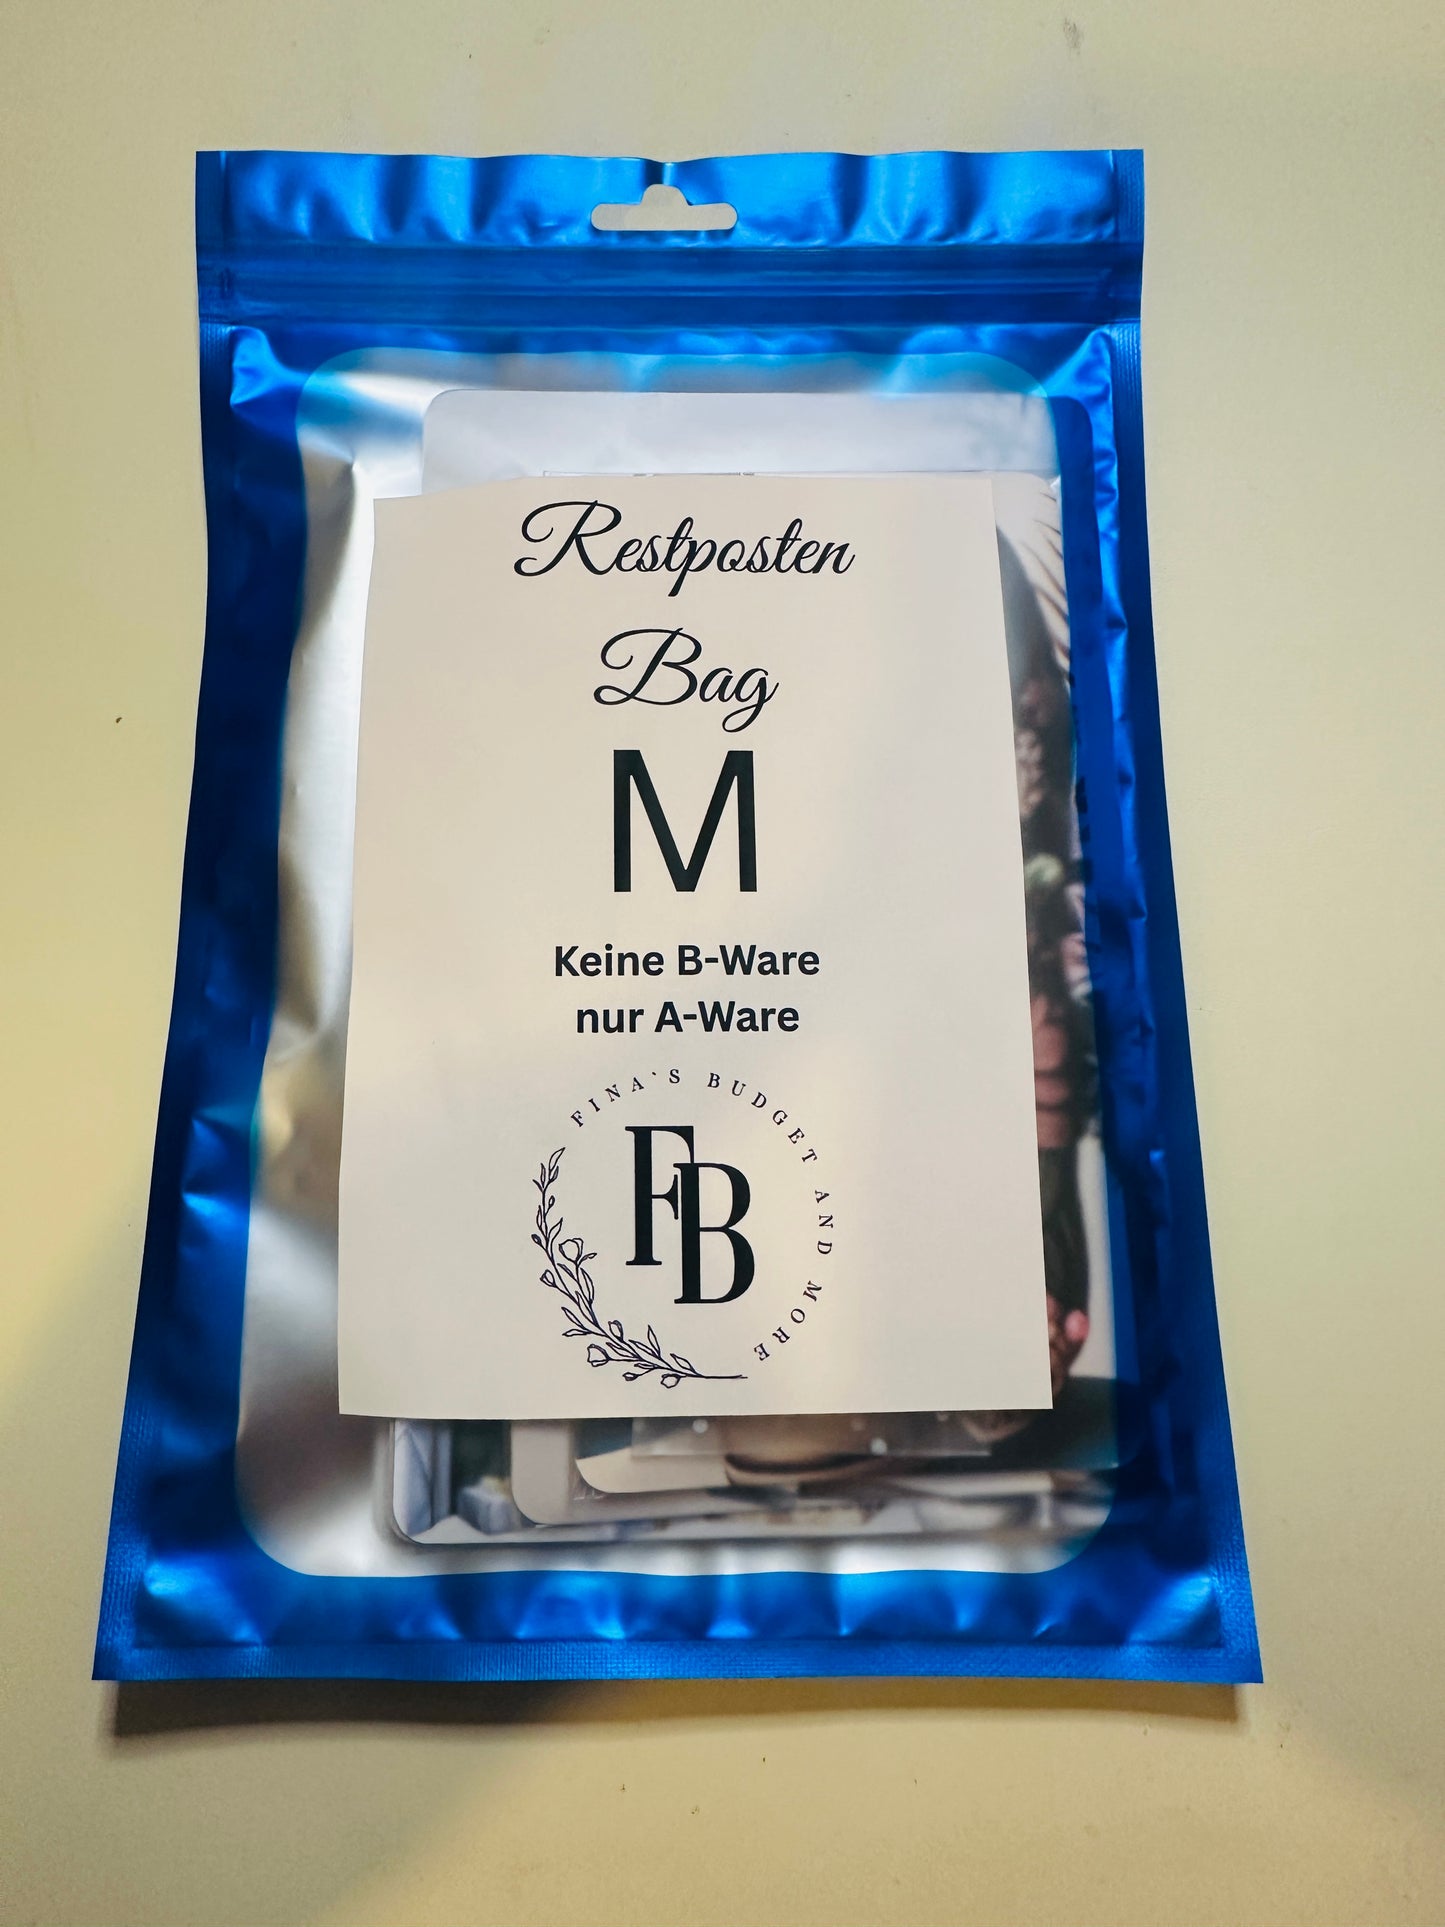 Restposten
Bag
M
Keine B-Ware
nur A-Ware
FINA`S BUDGET AND MORE
FB